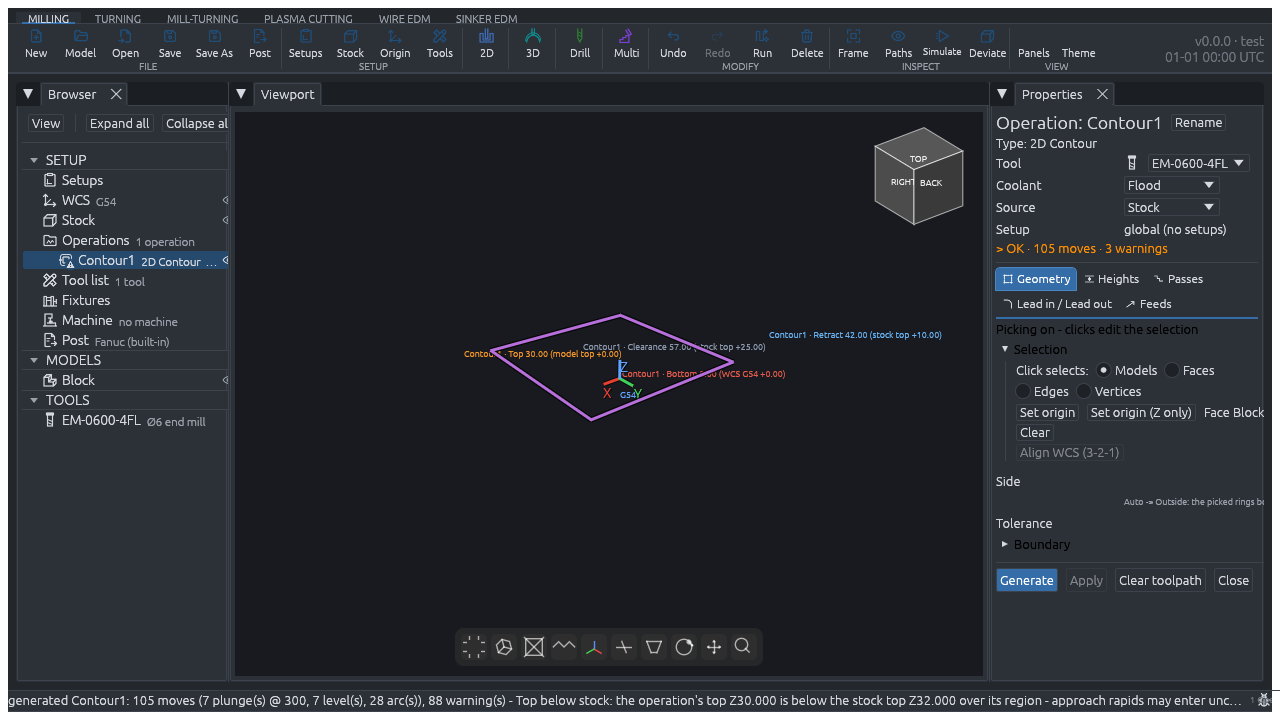 MILLING TURNING MILL-TURNING PLASMA CUTTING WIRE EDM SINKER EDM
New Model Open Save Save As Post Setups Stock Origin Tools 2D 3D Drill Multi Undo Redo Run Delete Frame Paths Simulate Deviate Panels Theme
FILE SETUP MODIFY INSPECT VIEW
v0.0.0 · test
01-01 00:00 UTC
Browser
View Expand all Collapse al
SETUP
Setups
WCS G54
Stock
Operations 1 operation
Contour1 2D Contour ...
Tool list 1 tool
Fixtures
Machine no machine
Post Fanuc (built-in)
MODELS
Block
TOOLS
EM-0600-4FL Ø6 end mill
Viewport
TOP
RIGHT BACK
Contour1 · Retract 42.00 (stock top +10.00)
Contour1 · Clearance 57.00 (stock top +25.00)
Contour1 · Top 30.00 (model top +0.00)
Contour1 · Bottom 0.00 (WCS G54 +0.00)
Z
X Y
G54
Properties
Operation: Contour1 Rename
Type: 2D Contour
Tool EM-0600-4FL
Coolant Flood
Source Stock
Setup global (no setups)
> OK · 105 moves · 3 warnings
Geometry Heights Passes
Lead in / Lead out Feeds
Picking on - clicks edit the selection
Selection
Click selects: Models Faces
Edges Vertices
Set origin Set origin (Z only) Face Block
Clear
Align WCS (3-2-1)
Side
Auto -> Outside: the picked rings bo
Tolerance
Boundary
Generate Apply Clear toolpath Close
generated Contour1: 105 moves (7 plunge(s) @ 300, 7 level(s), 28 arc(s)), 88 warning(s) - Top below stock: the operation's top Z30.000 is below the stock top Z32.000 over its region - approach rapids may enter unc...